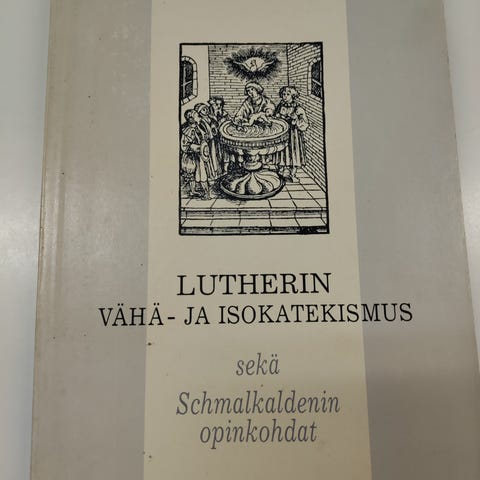 LUTHERIN
VÄHÄ - JA ISOKATEKISMUS
sekä
Schmalkaldenin
opinkohdat